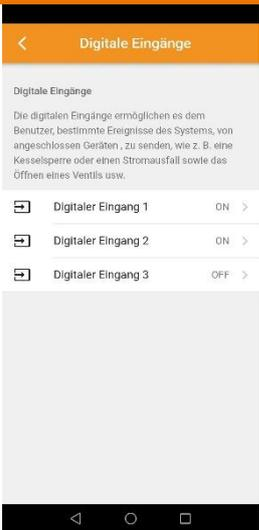 Digitale Eingänge
Digitale Eingänge
Die digitalen Eingänge ermöglichen es dem
Benutzer, bestimmte Ereignisse des Systems, von
angeschlossen Geräten , zu senden, wie z. B. eine
Kesselsperre oder einen Stromausfall sowie das
Öffnen eines Ventils usw.
Digitaler Eingang 1 ON
Digitaler Eingang 2 ON
Digitaler Eingang 3 OFF